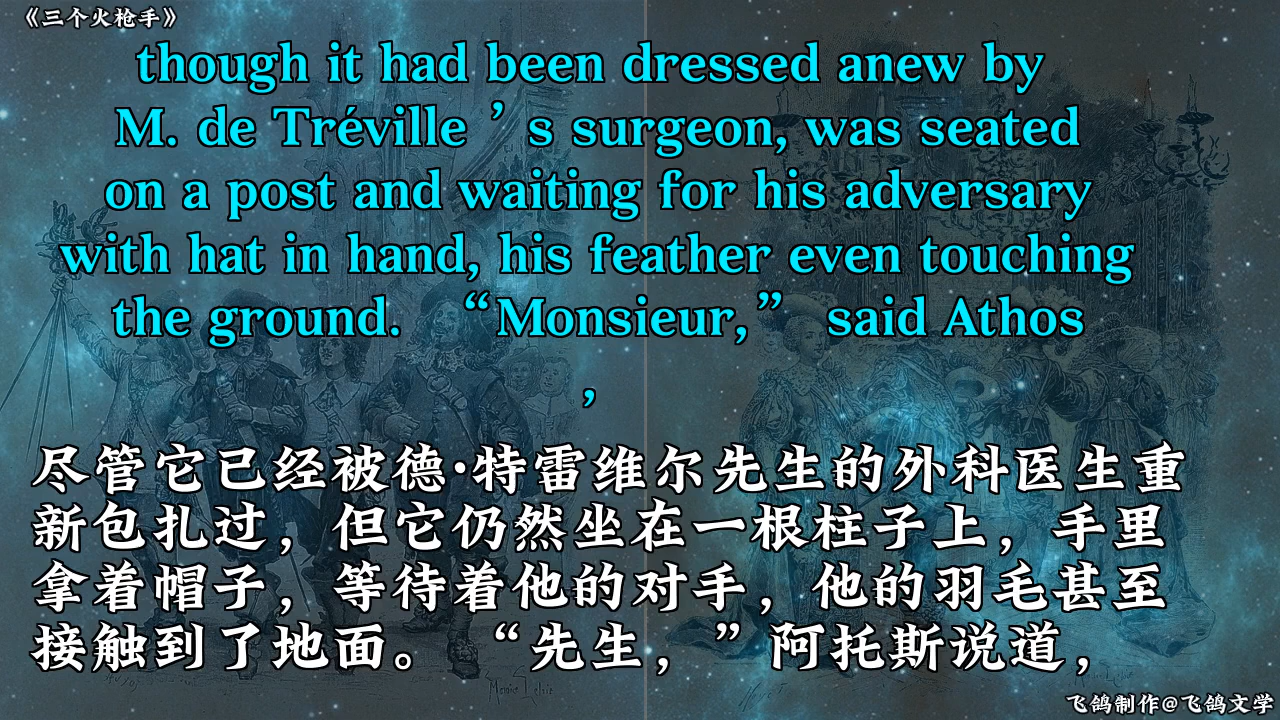 《三个火枪手》
though it had been dressed anew by
M. de Tréville ’s surgeon, was seated
on a post and waiting for his adversary
with hat in hand, his feather even touching
the ground. “Monsieur,” said Athos
,
尽管它已经被德·特雷维尔先生的外科医生重
新包扎过，但它仍然坐在一根柱子上，手里
拿着帽子，等待着他的对手，他的羽毛甚至
接触到了地面。“先生，”阿托斯说道，
飞鸽制作@飞鸽文学